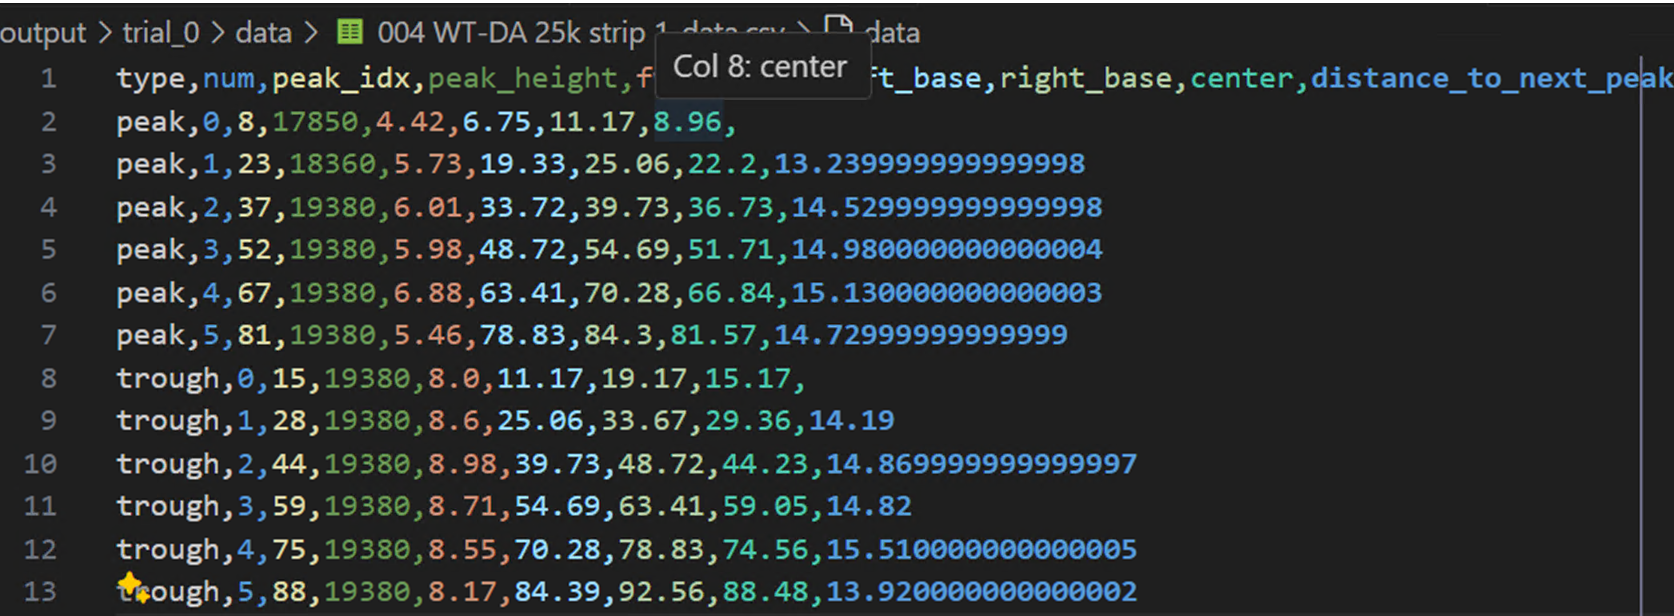 output > trial_0 > data > 004 WT-DA 25k strip 1_data.csv > data
Col 8: center
1 type,num,peak_idx,peak_height,f t_base,right_base,center,distance_to_next_peak
2 peak,0,8,17850,4.42,6.75,11.17,8.96,
3 peak,1,23,18360,5.73,19.33,25.06,22.2,13.239999999999998
4 peak,2,37,19380,6.01,33.72,39.73,36.73,14.529999999999998
5 peak,3,52,19380,5.98,48.72,54.69,51.71,14.980000000000004
6 peak,4,67,19380,6.88,63.41,70.28,66.84,15.130000000000003
7 peak,5,81,19380,5.46,78.83,84.3,81.57,14.72999999999999
8 trough,0,15,19380,8.0,11.17,19.17,15.17,
9 trough,1,28,19380,8.6,25.06,33.67,29.36,14.19
10 trough,2,44,19380,8.98,39.73,48.72,44.23,14.869999999999997
11 trough,3,59,19380,8.71,54.69,63.41,59.05,14.82
12 trough,4,75,19380,8.55,70.28,78.83,74.56,15.510000000000005
13 trough,5,88,19380,8.17,84.39,92.56,88.48,13.920000000000002